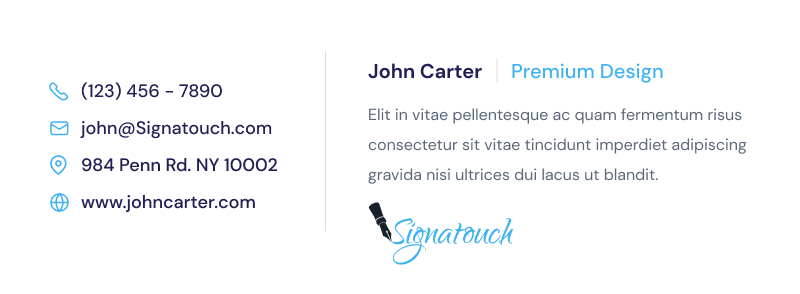 (123) 456 - 7890
john@Signatouch.com
984 Penn Rd. NY 10002
www.johncarter.com
John Carter | Premium Design
Elit in vitae pellentesque ac quam fermentum risus
consectetur sit vitae tincidunt imperdiet adipiscing
gravida nisi ultrices dui lacus ut blandit.
Signatouch